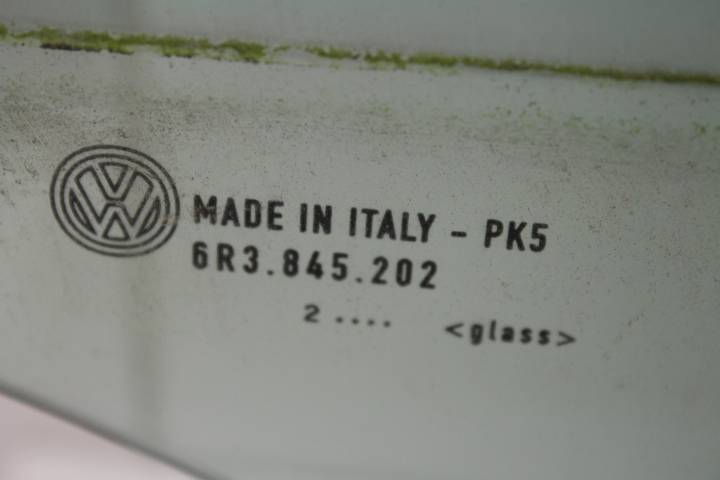 MADE IN ITALY - PK5
6R3.845.202
2 .... <glass>